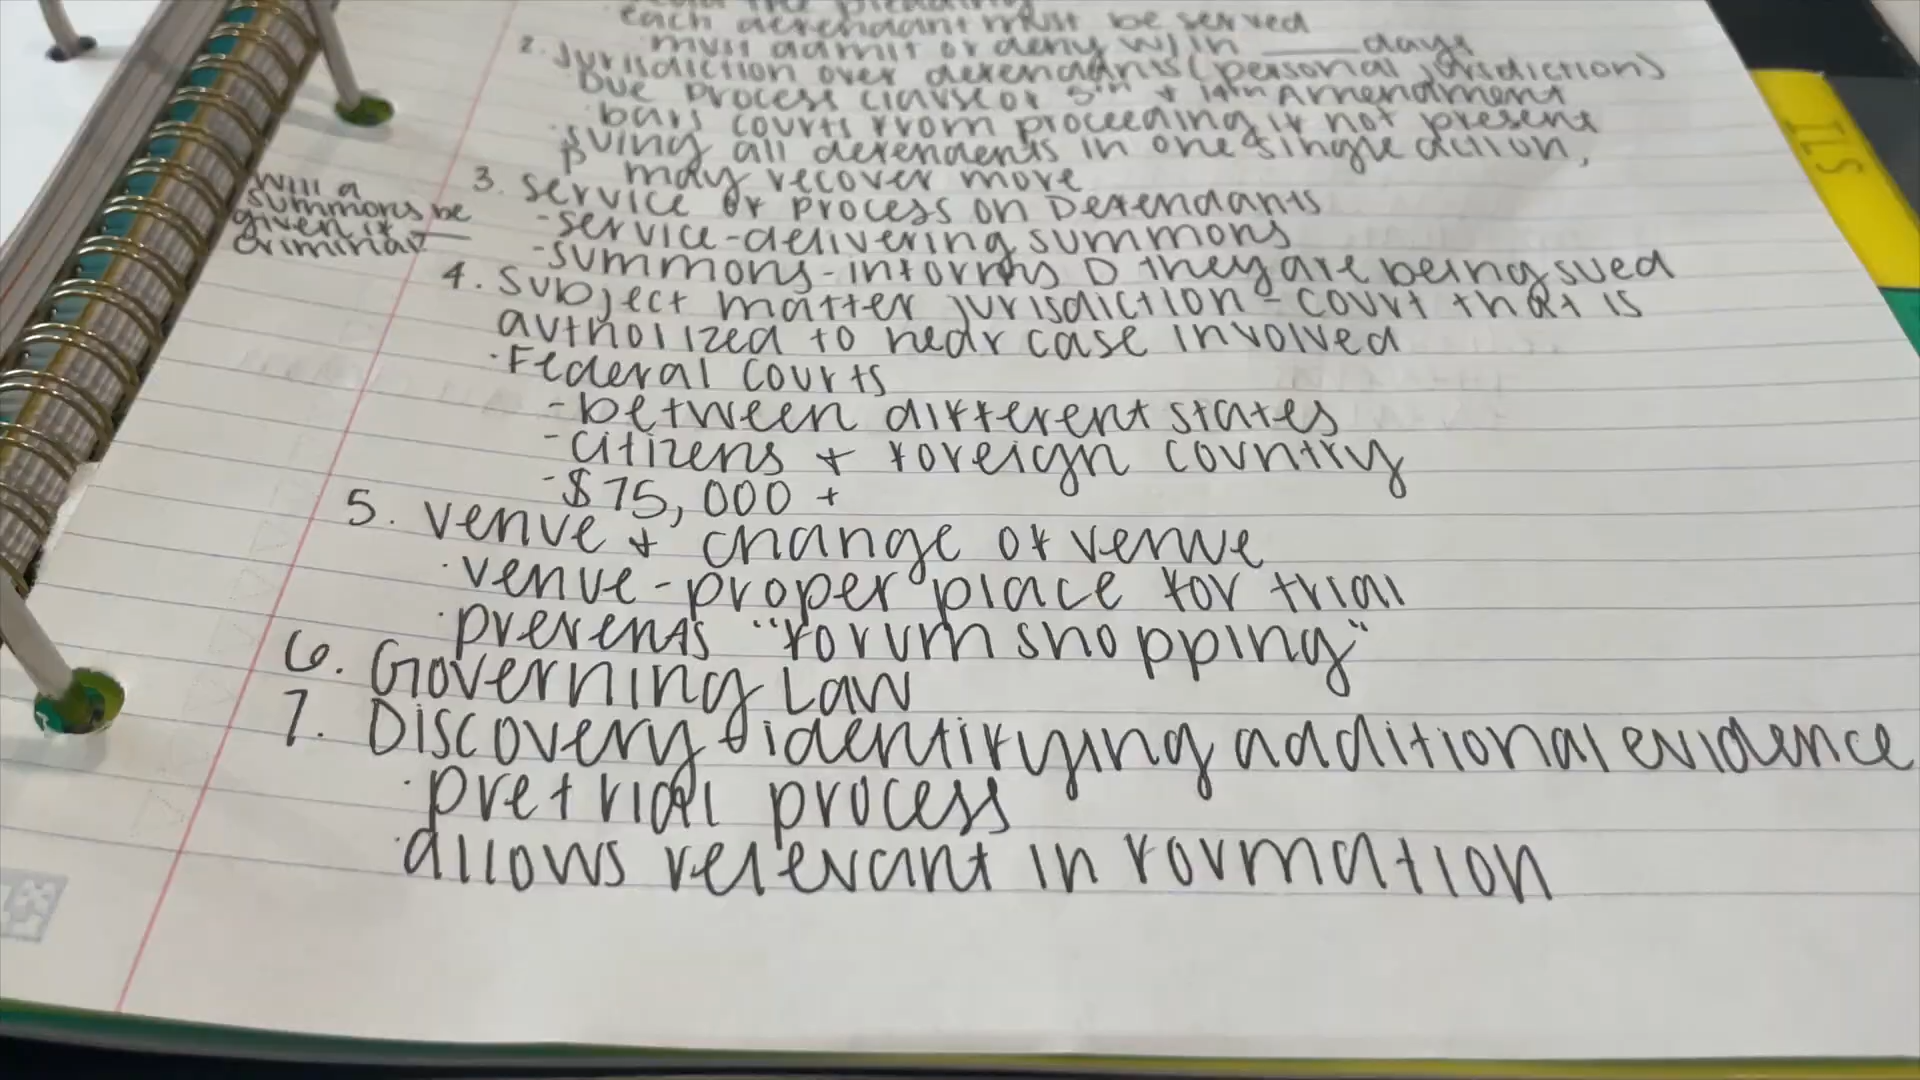 each defendant must be served
must admit or deny w/in ____ days
2. Jurisdiction over defendants (personal jurisdiction)
Due process clause of 5th & 14th Amendment
bars courts from proceeding if not present
suing all defendents in one single action,
may recover more
3. service of process on Defendants
-service-delivering summons
-summons-informs D they are being sued
Will a
summons be
given if
criminal?
4. subject matter jurisdiction - court that is
authorized to hear case involved
·Federal courts
-between different states
-citizens + foreign country
-$75,000 +
5. venue + change of venue
·venue-proper place for trial
·prevents "forum shopping"
6. Governing Law
7. Discovery identifying additional evidence
·pretrial process
·allows relevant information
ILS